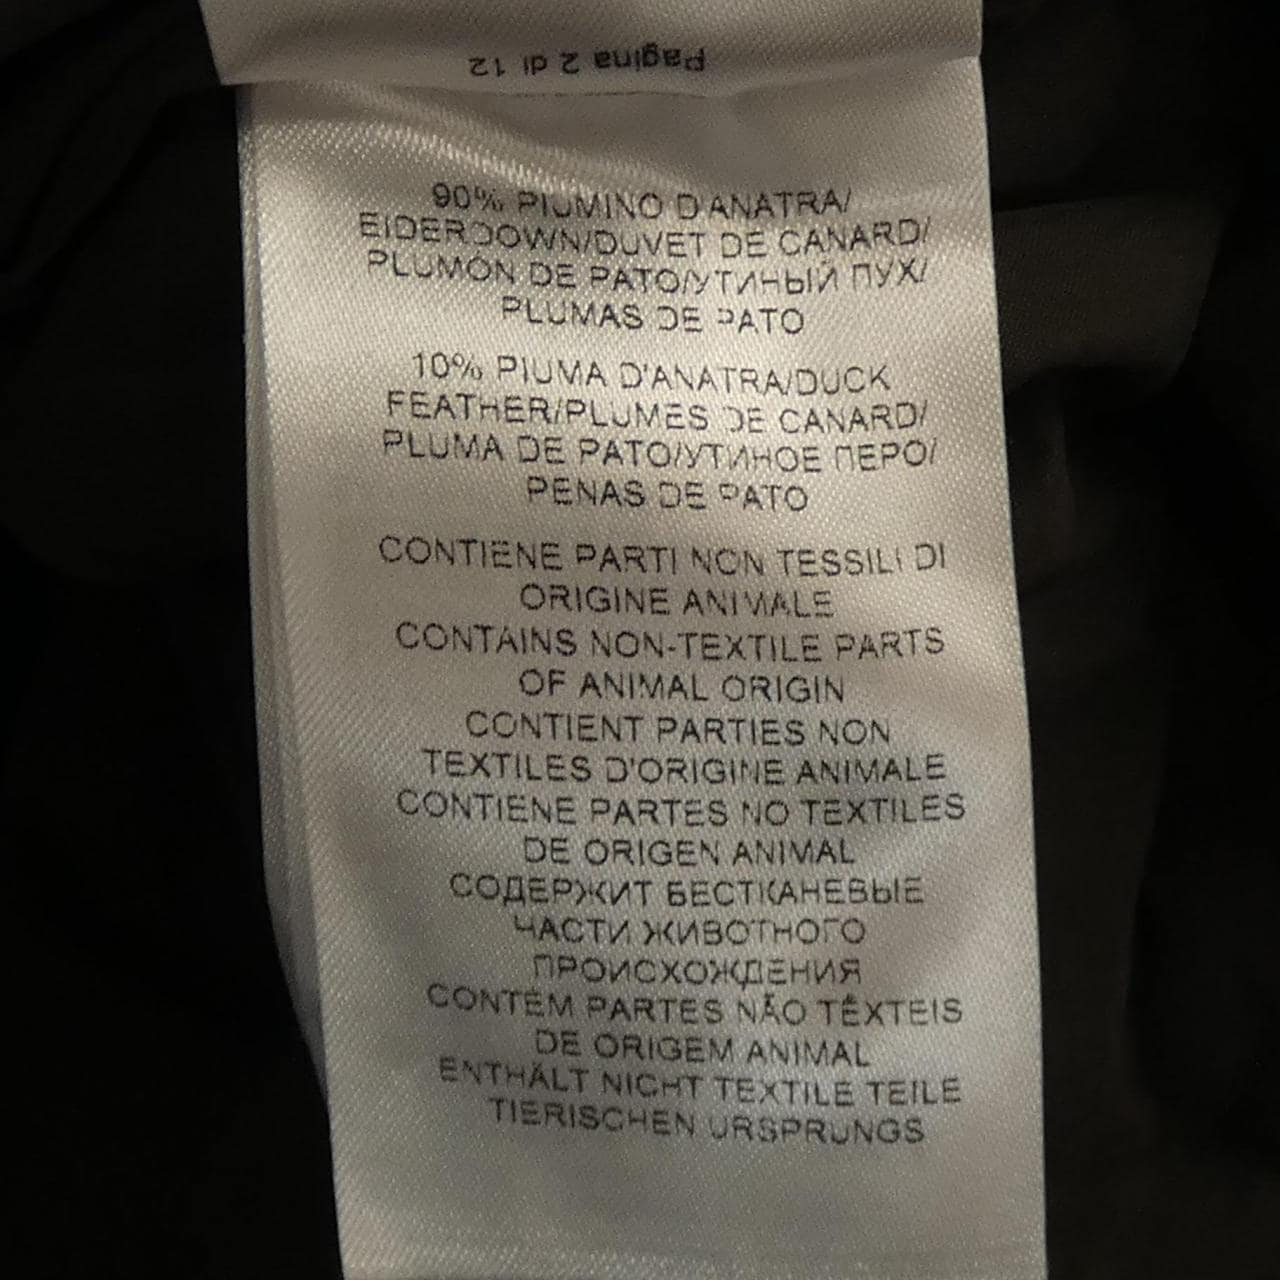 Pagina 2 di 12
90% PIUMINO D'ANATRA/
EIDERDOWN/DUVET DE CANARD/
PLUMÓN DE PATO/УТИНЫЙ ПУХ/
PLUMAS DE PATO
10% PIUMA D'ANATRA/DUCK
FEATHER/PLUMES DE CANARD/
PLUMA DE PATO/УТИНОЕ ПЕРО/
PENAS DE PATO
CONTIENE PARTI NON TESSILI DI
ORIGINE ANIMALE
CONTAINS NON-TEXTILE PARTS
OF ANIMAL ORIGIN
CONTIENT PARTIES NON
TEXTILES D'ORIGINE ANIMALE
CONTIENE PARTES NO TEXTILES
DE ORIGEN ANIMAL
СОДЕРЖИТ БЕСТКАНЕВЫЕ
ЧАСТИ ЖИВОТНОГО
ПРОИСХОЖДЕНИЯ
CONTÉM PARTES NÃO TÊXTEIS
DE ORIGEM ANIMAL
ENTHÄLT NICHT TEXTILE TEILE
TIERISCHEN URSPRUNGS